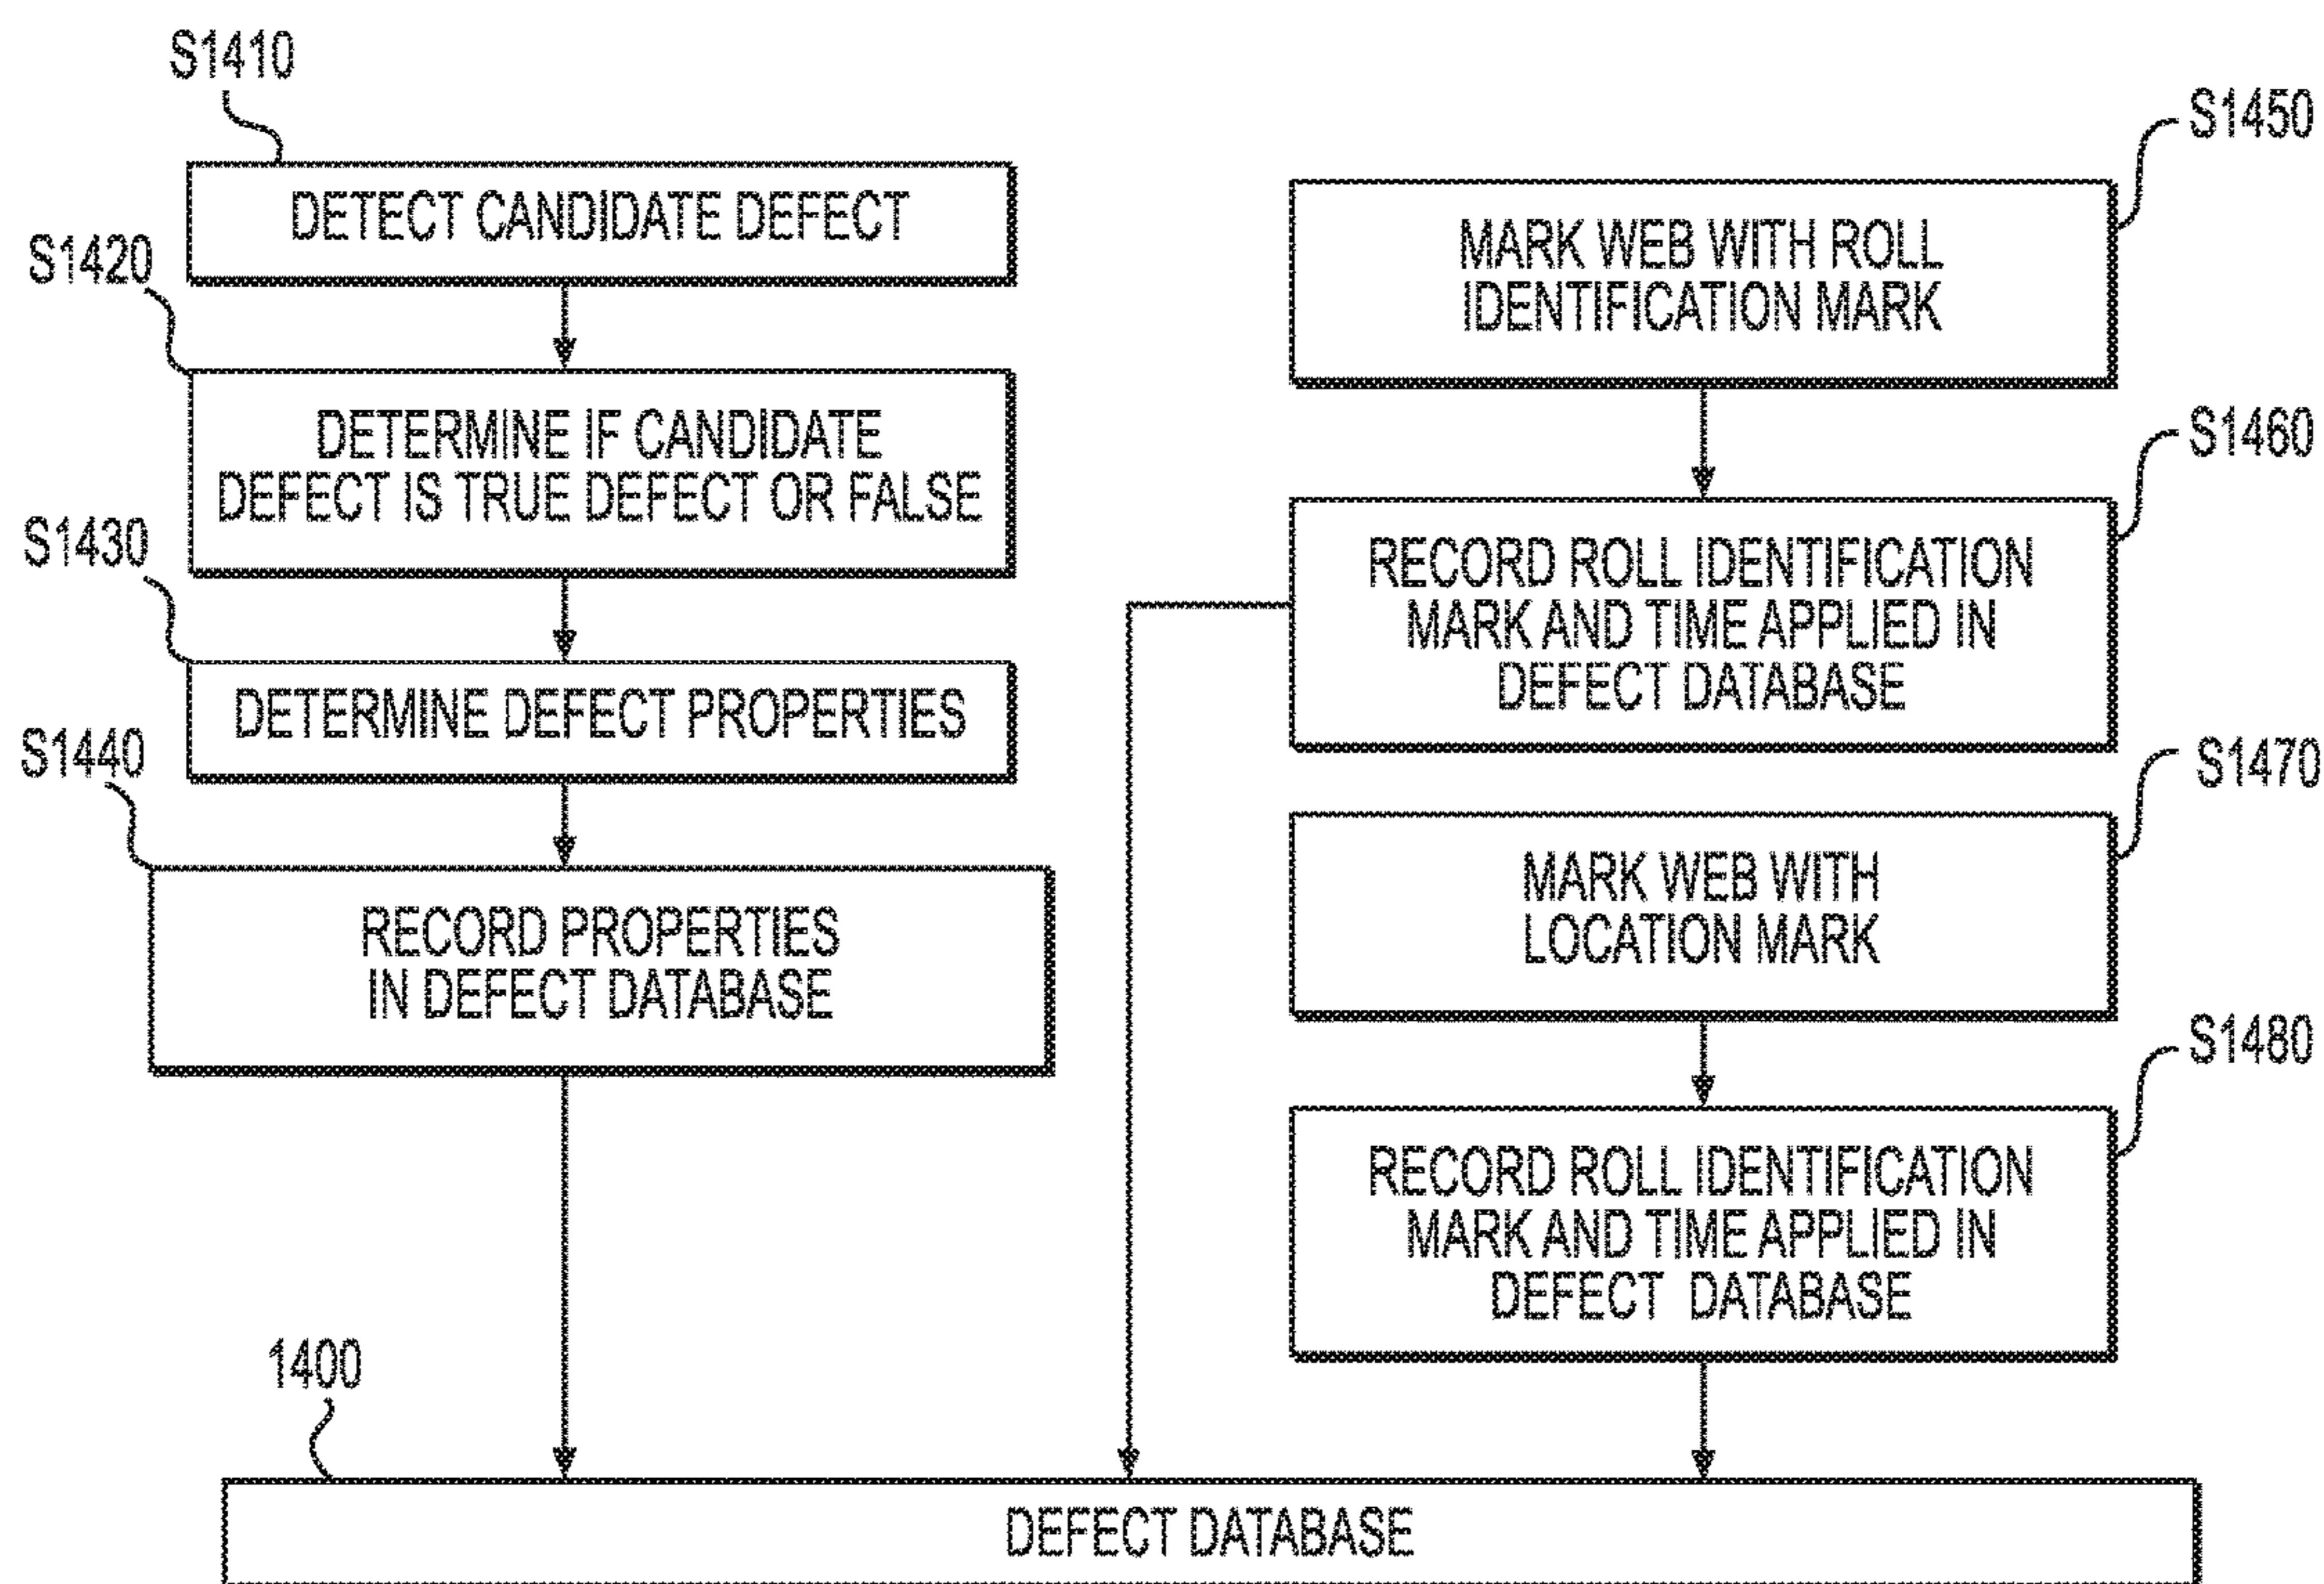 S1410
DETECT CANDIDATE DEFECT
S1420
DETERMINE IF CANDIDATE
DEFECT IS TRUE DEFECT OR FALSE
S1430
DETERMINE DEFECT PROPERTIES
S1440
RECORD PROPERTIES
IN DEFECT DATABASE
S1450
MARK WEB WITH ROLL
IDENTIFICATION MARK
S1460
RECORD ROLL IDENTIFICATION
MARK AND TIME APPLIED IN
DEFECT DATABASE
S1470
MARK WEB WITH
LOCATION MARK
S1480
RECORD ROLL IDENTIFICATION
MARK AND TIME APPLIED IN
DEFECT DATABASE
1400
DEFECT DATABASE